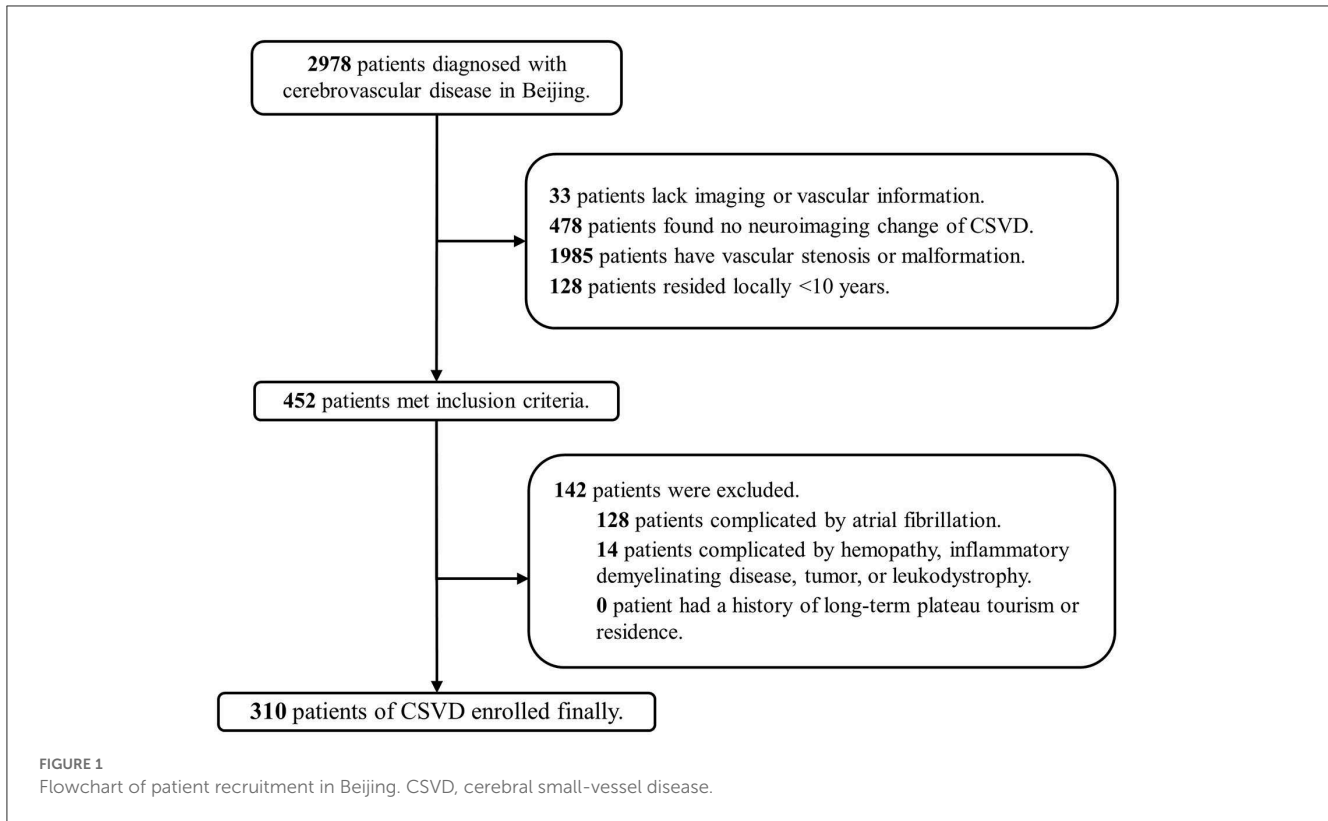 2978 patients diagnosed with
cerebrovascular disease in Beijing.
33 patients lack imaging or vascular information.
478 patients found no neuroimaging change of CSVD.
1985 patients have vascular stenosis or malformation.
128 patients resided locally <10 years.
452 patients met inclusion criteria.
142 patients were excluded.
128 patients complicated by atrial fibrillation.
14 patients complicated by hemopathy, inflammatory
demyelinating disease, tumor, or leukodystrophy.
0 patient had a history of long-term plateau tourism or
residence.
310 patients of CSVD enrolled finally.
FIGURE 1
Flowchart of patient recruitment in Beijing. CSVD, cerebral small-vessel disease.